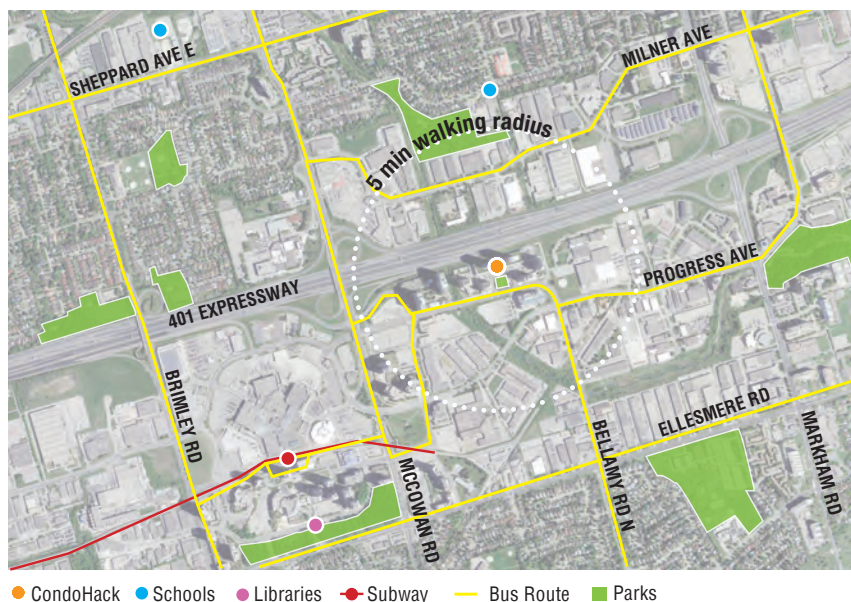 SHEPPARD AVE E
MILNER AVE
5 min walking radius
PROGRESS AVE
401 EXPRESSWAY
BRIMLEY RD
MCCOWAN RD
BELLAMY RD N
ELLESMERE RD
MARKHAM RD
CondoHack Schools Libraries Subway Bus Route Parks